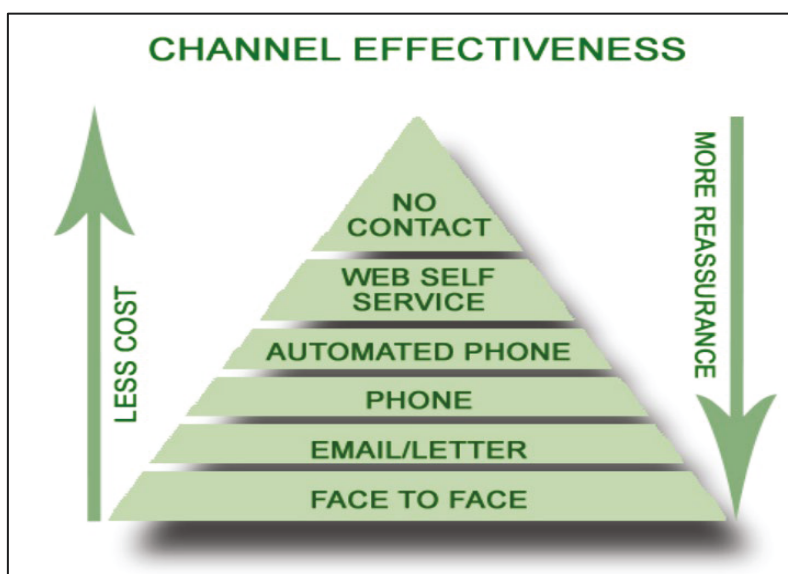 CHANNEL EFFECTIVENESS
LESS COST
NO
CONTACT
WEB SELF
SERVICE
AUTOMATED PHONE
PHONE
EMAIL/LETTER
FACE TO FACE
MORE REASSURANCE